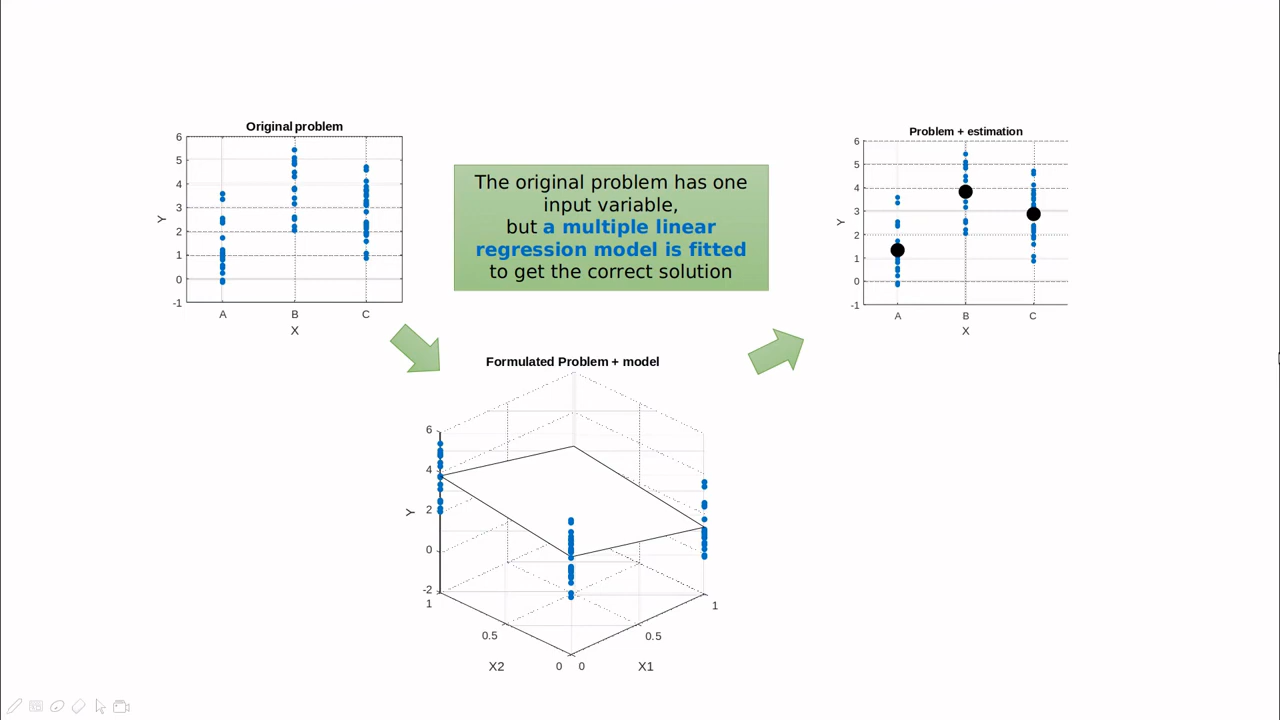 Original problem
6
5
4
3
2
1
0
-1
Y
A B C
X
The original problem has one
input variable,
but a multiple linear
regression model is fitted
to get the correct solution
Problem + estimation
6
5
4
3
2
1
0
-1
Y
A B C
X
Formulated Problem + model
6
4
2
0
-2
Y
1
0.5
0
X2
0
0.5
1
X1